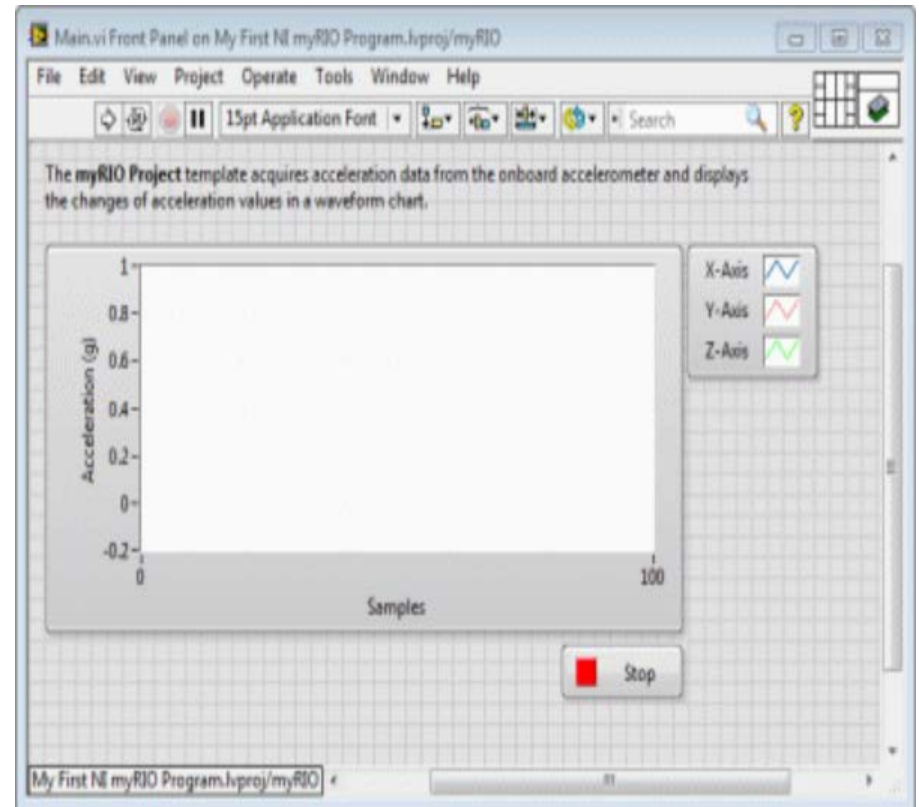 Main.vi Front Panel on My First NI myRIO Program.lvproj/myRIO
File Edit View Project Operate Tools Window Help
15pt Application Font Search
The myRIO Project template acquires acceleration data from the onboard accelerometer and displays
the changes of acceleration values in a waveform chart.
1
0.8
0.6
0.4
0.2
0
-0.2
Acceleration (g)
0 100
Samples
X-Axis
Y-Axis
Z-Axis
Stop
My First NI myRIO Program.lvproj/myRIO